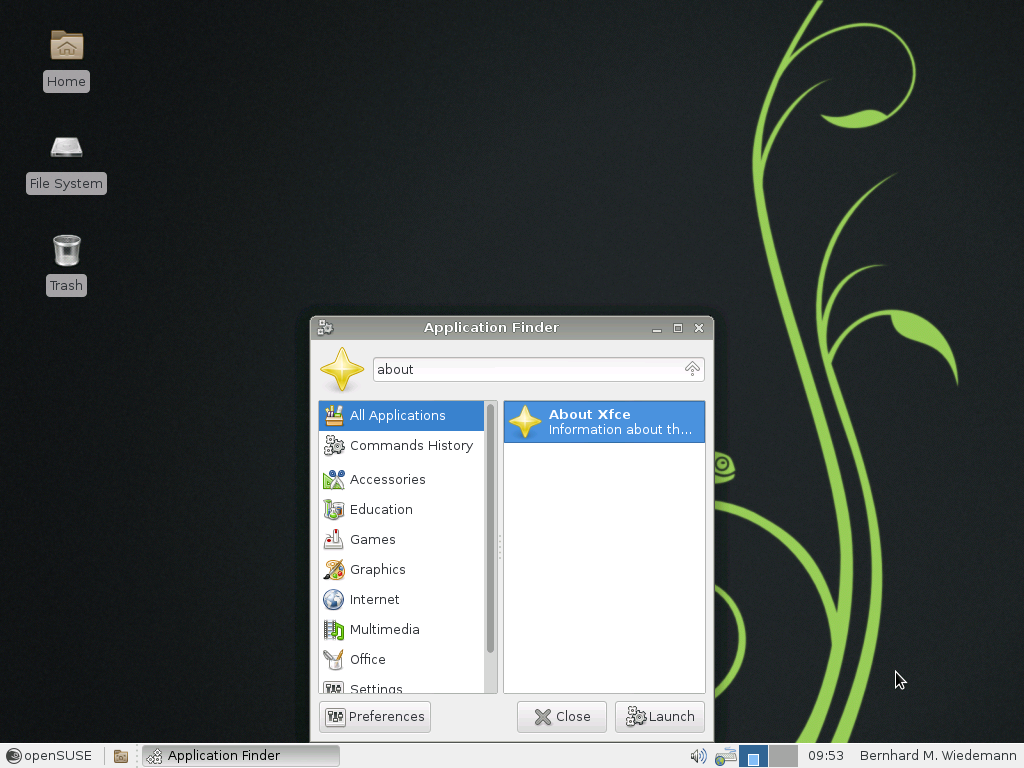 Home
File System
Trash
Application Finder
about
All Applications
Commands History
Accessories
Education
Games
Graphics
Internet
Multimedia
Office
Settings
About Xfce
Information about th...
Preferences
Close
Launch
openSUSE
Application Finder
09:53
Bernhard M. Wiedemann